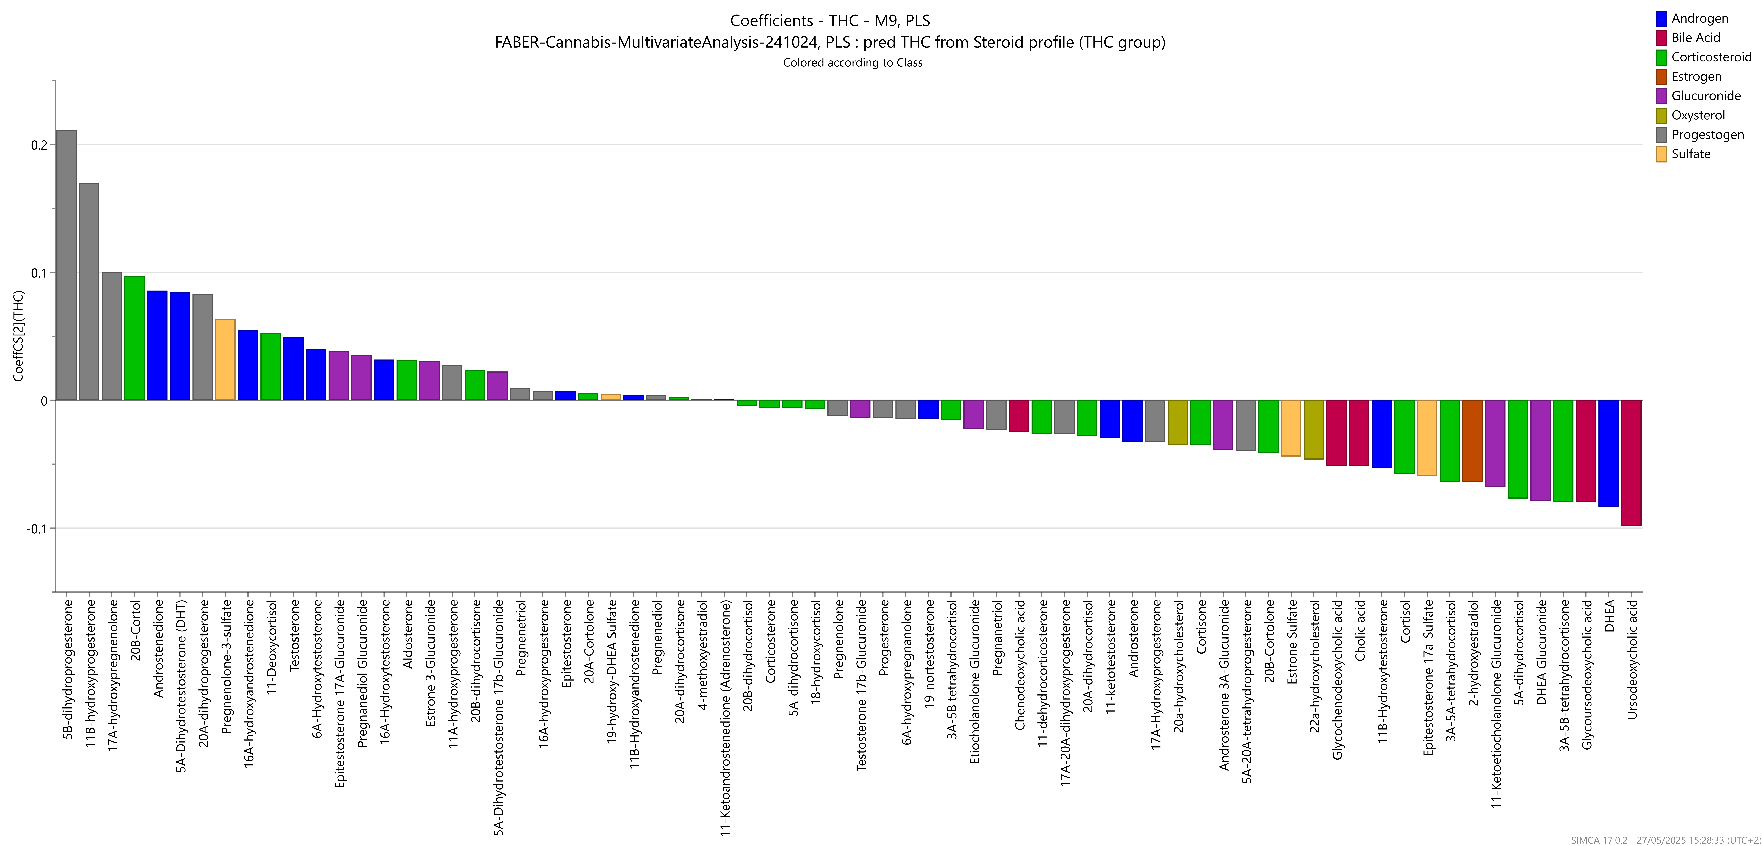 Coefficients - THC - M9, PLS
FABER-Cannabis-MultivariateAnalysis-241024, PLS : pred THC from Steroid profile (THC group)
Colored according to Class
Androgen
Bile Acid
Corticosteroid
Estrogen
Glucuronide
Oxysterol
Progestogen
Sulfate
CoeffCS[2](THC)
0.2
0.1
0
-0.1
5B-dihydroprogesterone
11B hydroxyprogesterone
17A-hydroxypregnenolone
20B-Cortol
Androstenedione
5A-Dihydrotestosterone (DHT)
20A-dihydroprogesterone
Pregnenolone-3-sulfate
16A-hydroxyandrostenedione
11-Deoxycortisol
Testosterone
6A-Hydroxytestosterone
Epitestosterone 17A-Glucuronide
Pregnanediol Glucuronide
16A-Hydroxytestosterone
Aldosterone
Estrone 3-Glucuronide
11A-hydroxyprogesterone
20B-dihydrocortisone
5A-Dihydrotesterone 17b-Glucuronide
Pregnenetriol
16A-hydroxyprogesterone
Epitestosterone
20A-Cortolone
19-hydroxy-DHEA Sulfate
11B-Hydroxyandrostenedione
Pregnenediol
20A-dihydrocortisone
4-methoxyestradiol
11-Ketoandrostenedione (Adrenosterone)
20B-dihydrocortisol
Corticosterone
5A dihydrocortisone
18-hydroxycortisol
Pregnenolone
Testosterone 17b Glucuronide
Progesterone
6A-hydroxypregnanolone
19 nortestosterone
3A-5B tetrahydrocortisol
Etiocholanolone Glucuronide
Pregnanetriol
Chenodeoxycholic acid
11-dehydrocorticosterone
17A-20A-dihydroxyprogesterone
20A-dihydrocortisol
11-ketotestosterone
Androsterone
17A-Hydroxyprogesterone
20a-hydroxycholesterol
Cortisone
Androsterone 3A Glucuronide
5A-20A-tetrahydroprogesterone
20B-Cortolone
Estrone Sulfate
22a-hydroxycholesterol
Glycochenodeoxycholic acid
Cholic acid
11B-Hydroxytestosterone
Cortisol
Epitestosterone 17a Sulfate
3A-5A-tetrahydrocortisol
2-hydroxyestradiol
11-Ketoetiocholanolone Glucuronide
5A-dihydrocortisol
DHEA Glucuronide
3A-5B tetrahydrocortisone
Glycoursodeoxycholic acid
DHEA
Ursodeoxycholic acid
SIMCA 17.0.2 - 27/05/2025 15:28:33 (UTC+2)